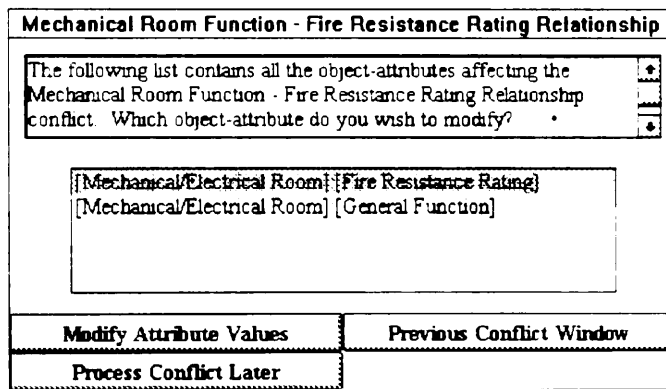 Mechanical Room Function - Fire Resistance Rating Relationship
The following list contains all the object-attributes affecting the
Mechanical Room Function - Fire Resistance Rating Relationship
conflict. Which object-attribute do you wish to modify?
[Mechanical/Electrical Room] [Fire Resistance Rating]
[Mechanical/Electrical Room] [General Function]
Modify Attribute Values
Previous Conflict Window
Process Conflict Later